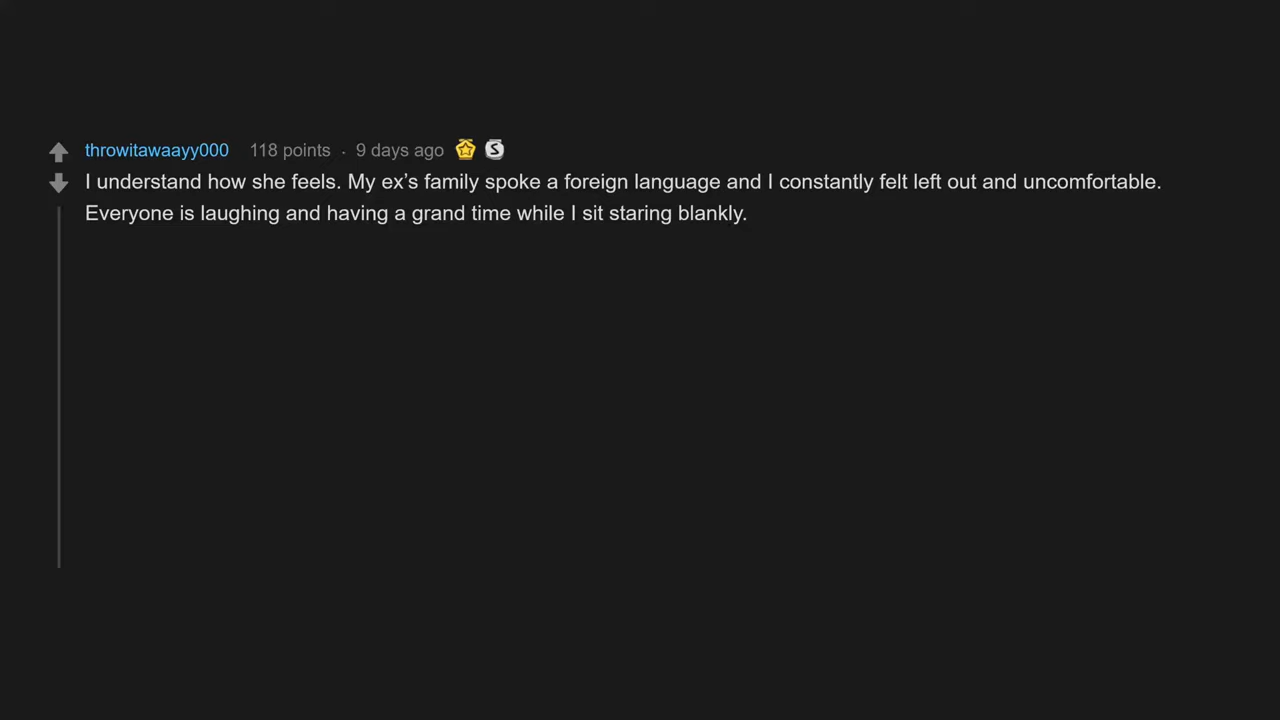 throwitawaayy000 118 points . 9 days ago S
I understand how she feels. My ex’s family spoke a foreign language and I constantly felt left out and uncomfortable.
Everyone is laughing and having a grand time while I sit staring blankly.